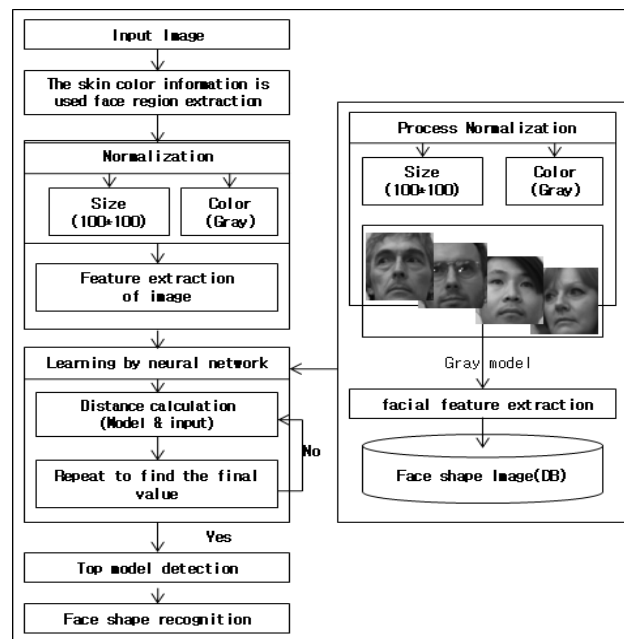 Input Image
The skin color information is
used face region extraction
Normalization
Size
(100*100)
Color
(Gray)
Feature extraction
of image
Learning by neural network
Distance calculation
(Model & input)
No
Repeat to find the final
value
Yes
Top model detection
Face shape recognition
Process Normalization
Size
(100*100)
Color
(Gray)
Gray model
facial feature extraction
Face shape Image(DB)